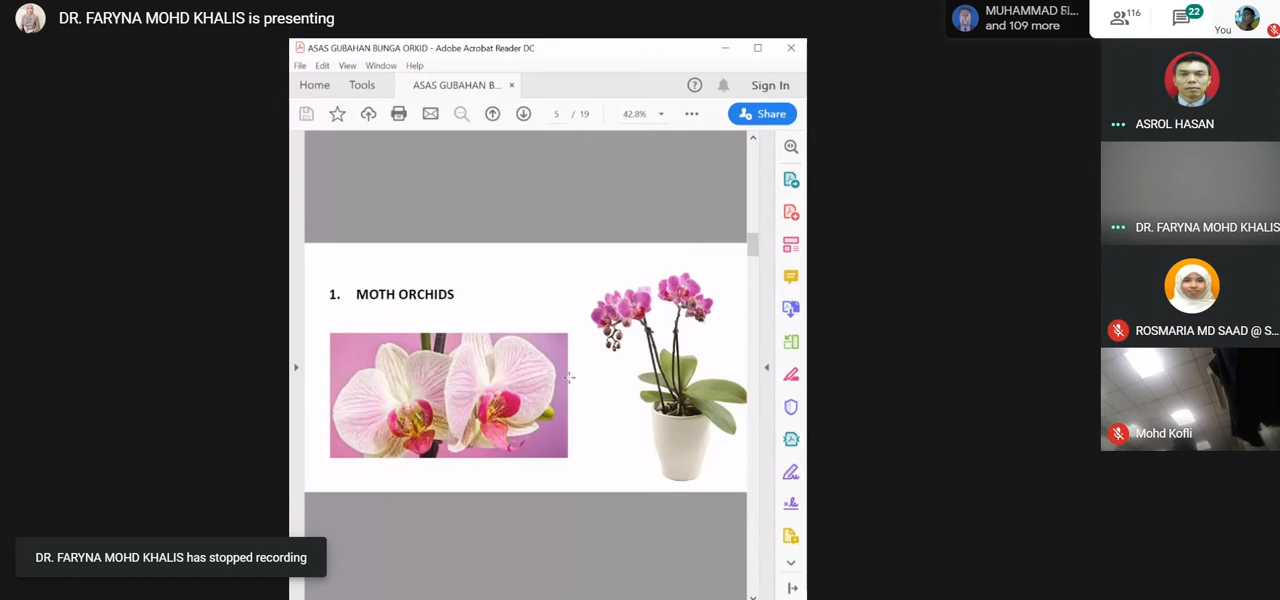 DR. FARYNA MOHD KHALIS is presenting
MUHAMMAD
and 109 more
116
22
You
ASAS GUBAHAN BUNGA ORKID - Adobe Acrobat Reader DC
File Edit View Window Help
Home Tools ASAS GUBAHAN B... × Sign In
5 / 19 42.8% Share
1. MOTH ORCHIDS
ASROL HASAN
DR. FARYNA MOHD KHALIS
ROSMARIA MD SAAD @ S...
Mohd Kofli
DR. FARYNA MOHD KHALIS has stopped recording